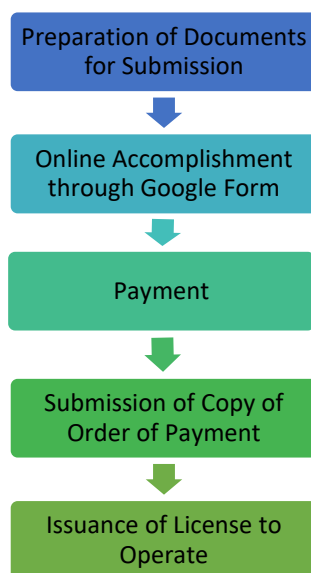 Preparation of Documents
for Submission
Online Accomplishment
through Google Form
Payment
Submission of Copy of
Order of Payment
Issuance of License to
Operate